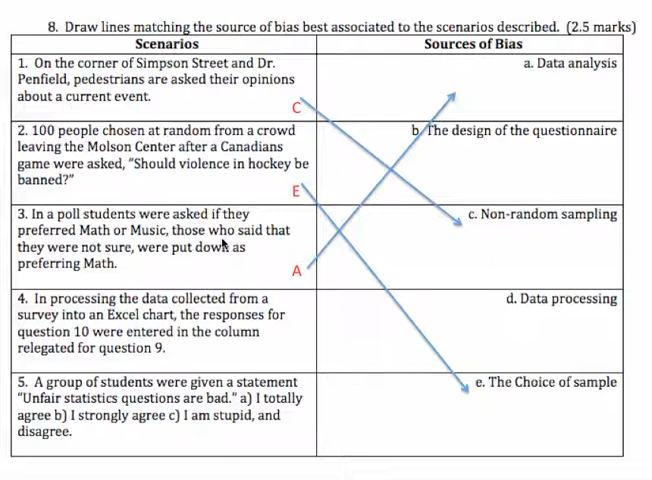 8. Draw lines matching the source of bias best associated to the scenarios described. (2.5 marks)
Scenarios
Sources of Bias
1. On the corner of Simpson Street and Dr.
Penfield, pedestrians are asked their opinions
about a current event.
C
a. Data analysis
2. 100 people chosen at random from a crowd
leaving the Molson Center after a Canadians
game were asked, "Should violence in hockey be
banned?"
E
b. The design of the questionnaire
3. In a poll students were asked if they
preferred Math or Music, those who said that
they were not sure, were put down as
preferring Math.
A
c. Non-random sampling
4. In processing the data collected from a
survey into an Excel chart, the responses for
question 10 were entered in the column
relegated for question 9.
d. Data processing
5. A group of students were given a statement
"Unfair statistics questions are bad." a) I totally
agree b) I strongly agree c) I am stupid, and
disagree.
e. The Choice of sample